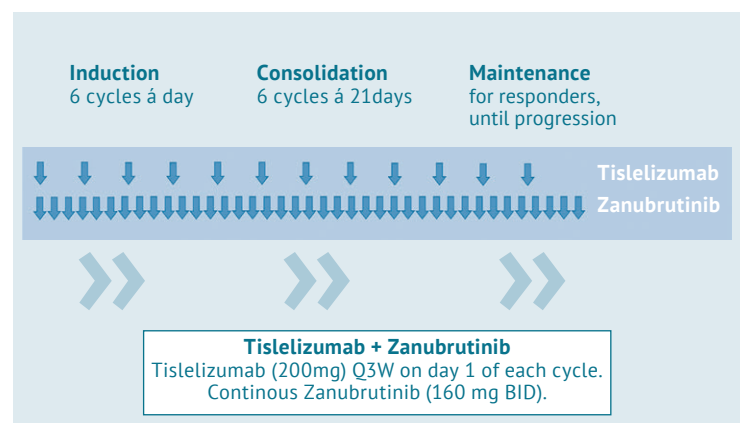 Induction
6 cycles á day
Consolidation
6 cycles á 21days
Maintenance
for responders,
until progression
Tislelizumab
Zanubrutinib
Tislelizumab + Zanubrutinib
Tislelizumab (200mg) Q3W on day 1 of each cycle.
Continous Zanubrutinib (160 mg BID).